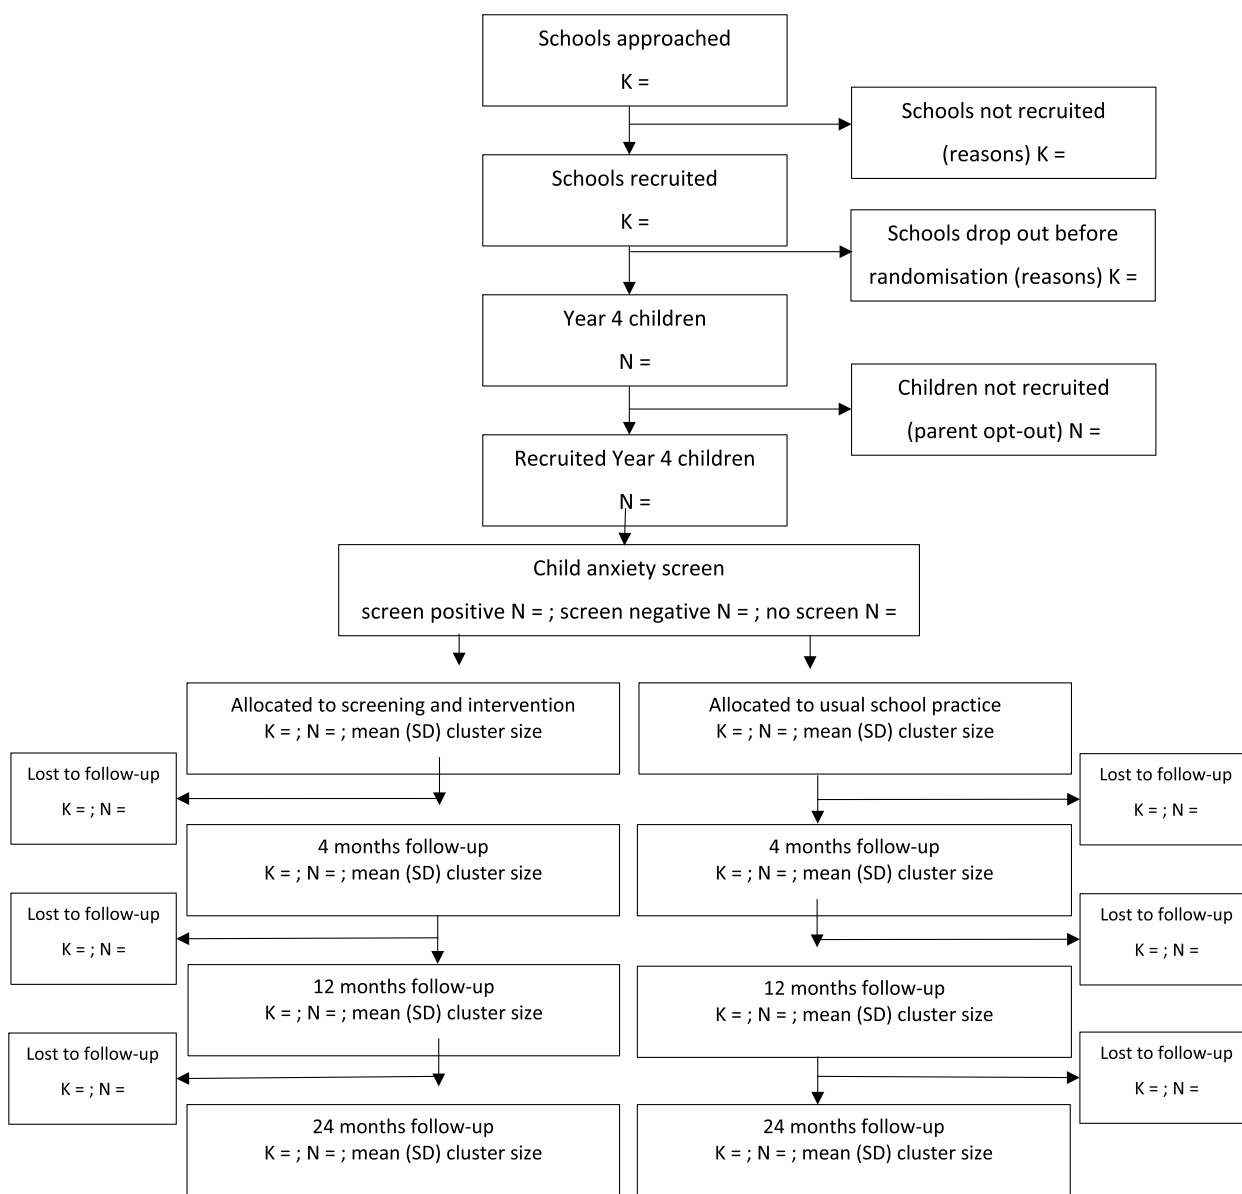 Schools approached
K =
Schools not recruited
(reasons) K =
Schools recruited
K =
Schools drop out before
randomisation (reasons) K =
Year 4 children
N =
Children not recruited
(parent opt-out) N =
Recruited Year 4 children
N =
Child anxiety screen
screen positive N = ; screen negative N = ; no screen N =
Allocated to screening and intervention
K = ; N = ; mean (SD) cluster size
Allocated to usual school practice
K = ; N = ; mean (SD) cluster size
Lost to follow-up
K = ; N =
Lost to follow-up
K = ; N =
4 months follow-up
K = ; N = ; mean (SD) cluster size
4 months follow-up
K = ; N = ; mean (SD) cluster size
Lost to follow-up
K = ; N =
Lost to follow-up
K = ; N =
12 months follow-up
K = ; N = ; mean (SD) cluster size
12 months follow-up
K = ; N = ; mean (SD) cluster size
Lost to follow-up
K = ; N =
Lost to follow-up
K = ; N =
24 months follow-up
K = ; N = ; mean (SD) cluster size
24 months follow-up
K = ; N = ; mean (SD) cluster size